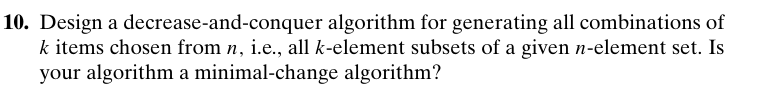 10. Design a decrease-and-conquer algorithm for generating all combinations of
k items chosen from n, i.e., all k-element subsets of a given n-element set. Is
your algorithm a minimal-change algorithm?